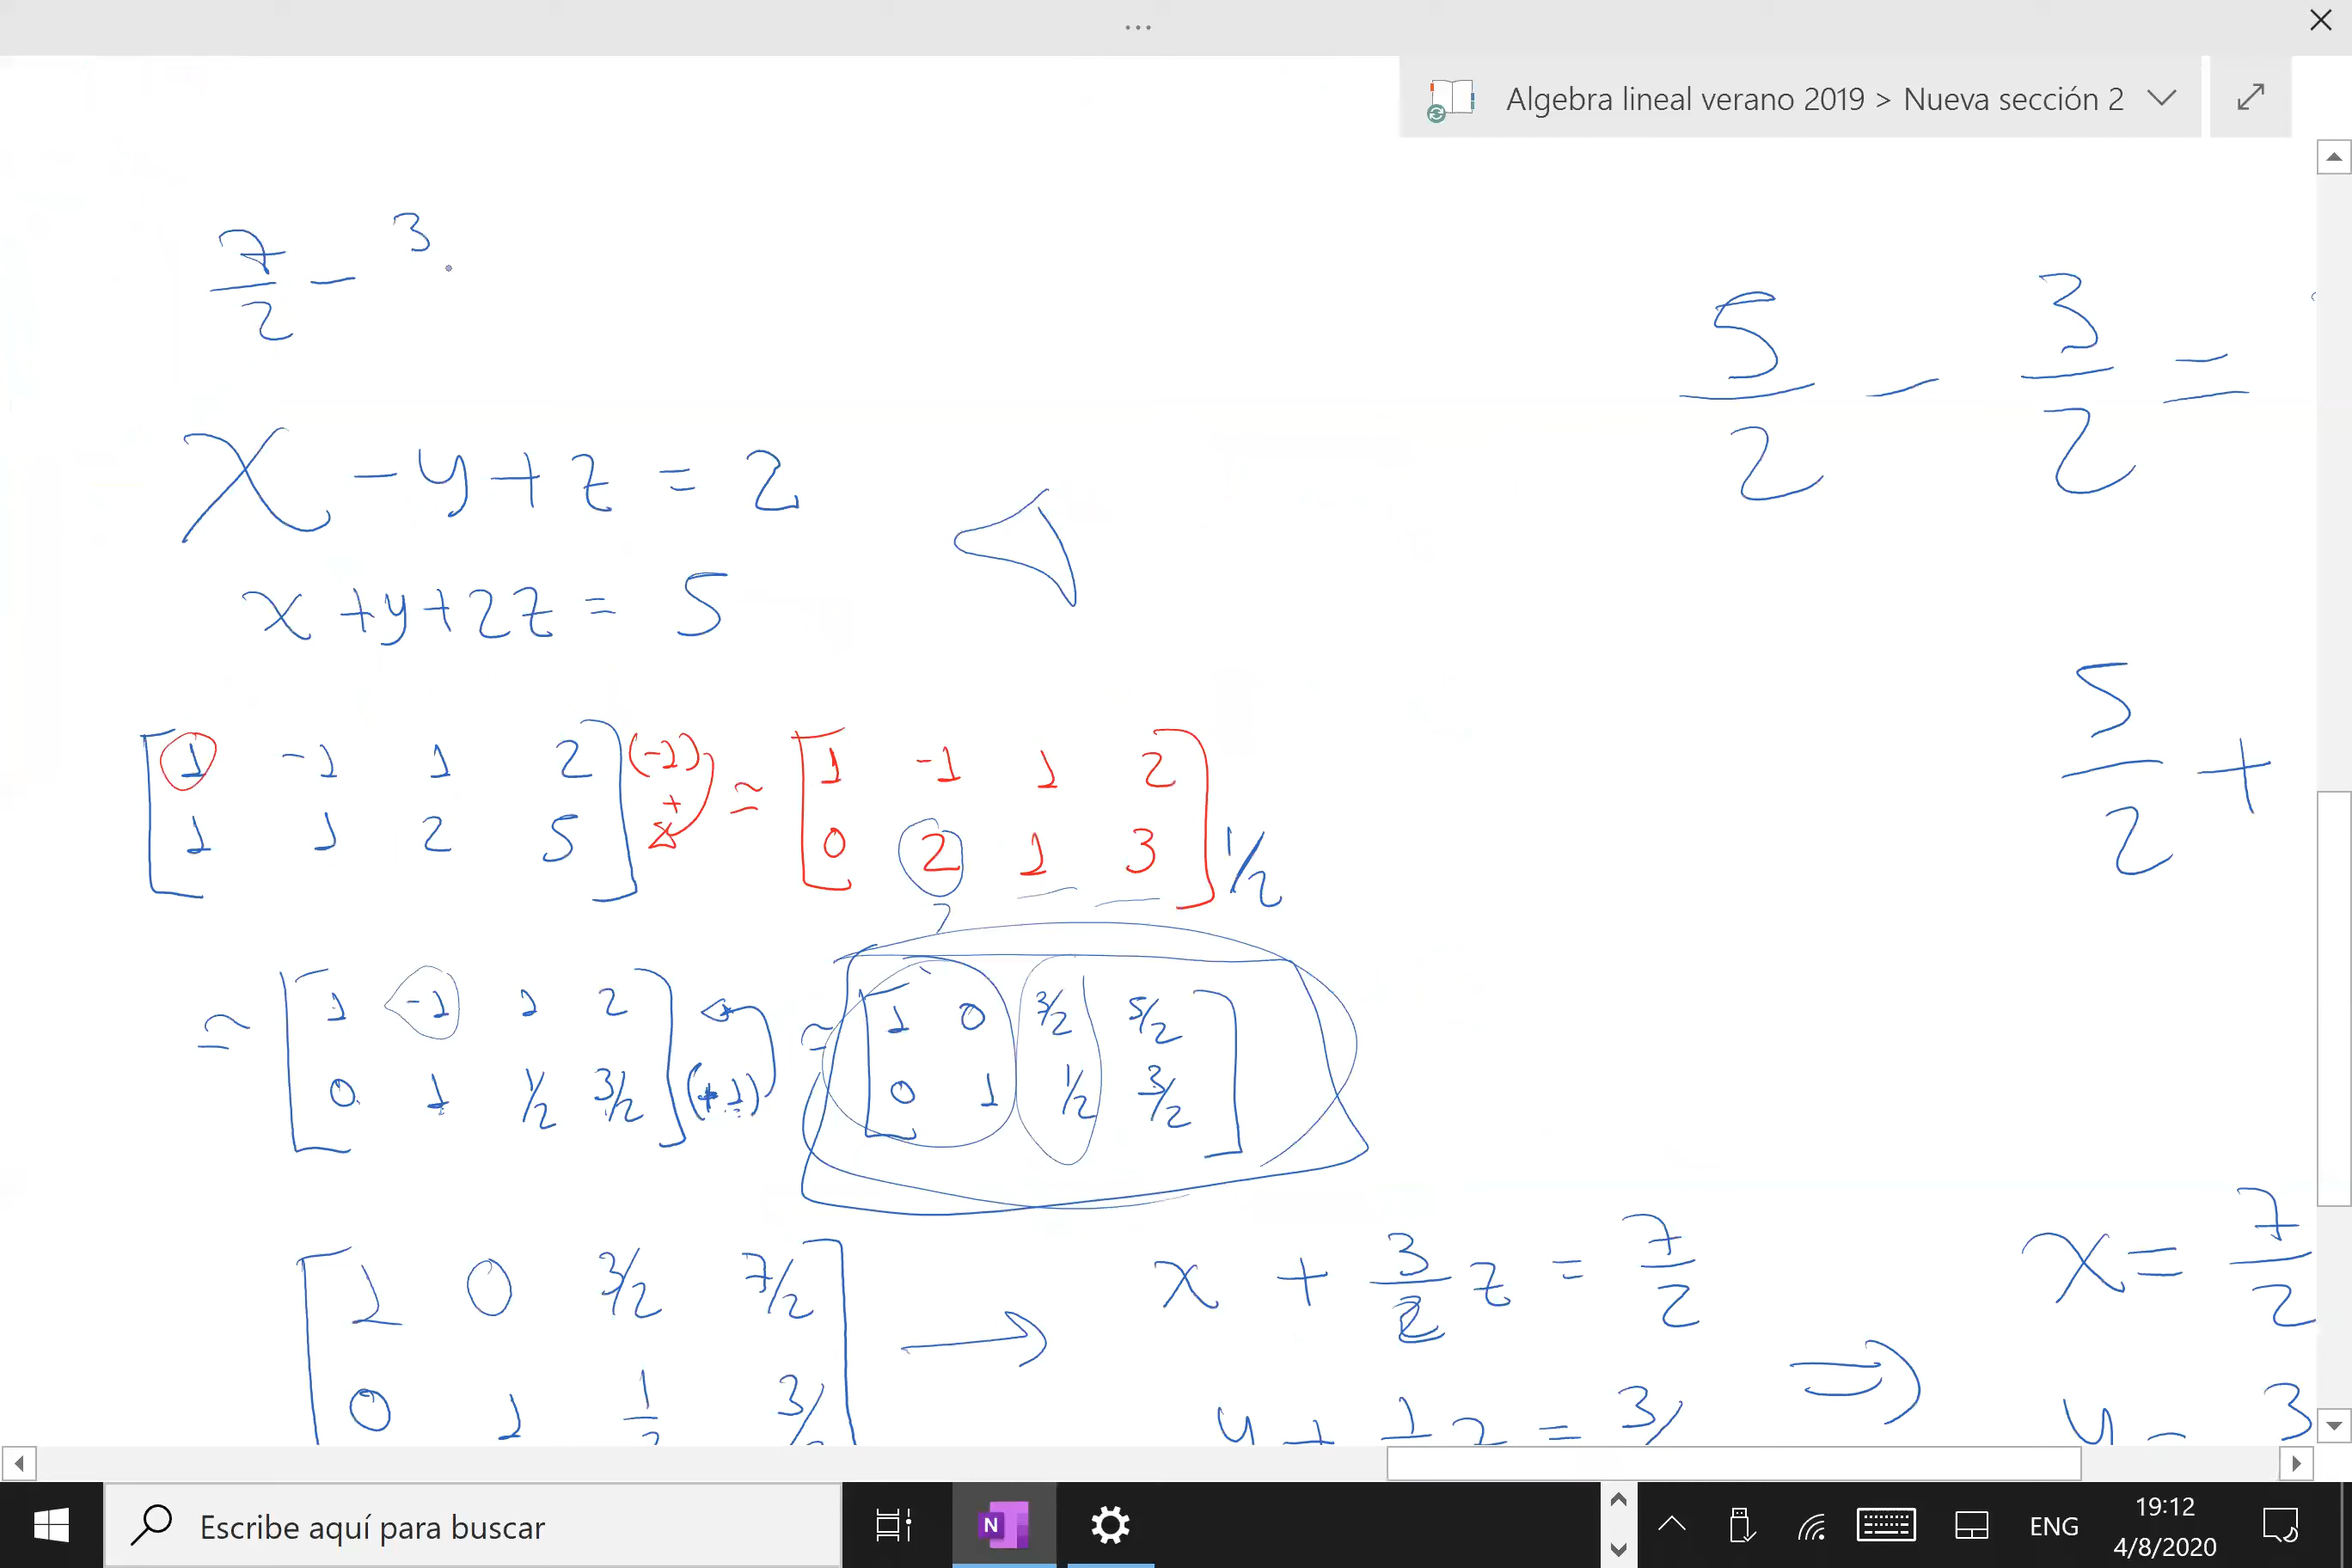 ...
Algebra lineal verano 2019 > Nueva sección 2
7/2 - 3
5/2 - 3/2 =
x - y + z = 2
x + y + 2z = 5
5/2 +
[1 -1 1 2] (-1) ≃ [1 -1 1 2]
[1 1 2 5] + [0 2 1 3] 1/2
≃ [1 -1 1 2] ≃ [1 0 3/2 5/2]
[0 1 1/2 3/2] (+1) [0 1 1/2 3/2]
[1 0 3/2 7/2] → x + 3/2 z = 7/2 ⇒ x = 7/2
[0 1 1/2 3/ y + 1 z = 3/ y = 3
Escribe aquí para buscar
N
ENG
19:12
4/8/2020